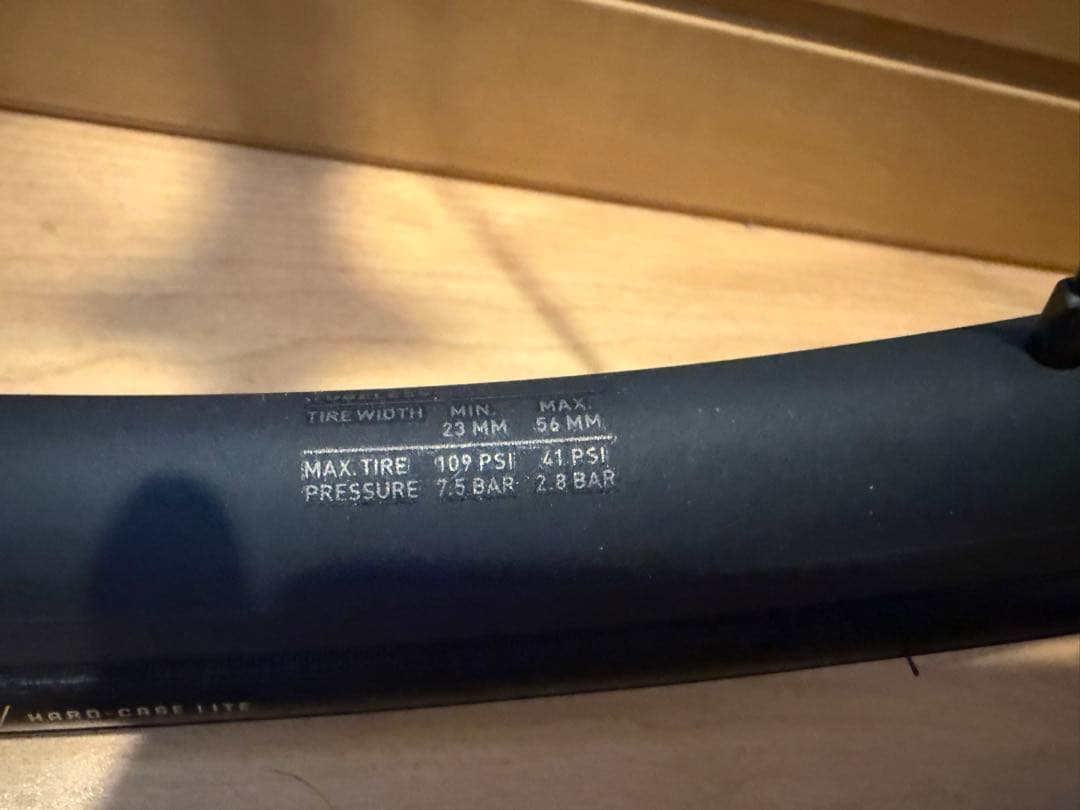 TIRE WIDTH MIN. MAX.
23 MM 56 MM
MAX. TIRE 109 PSI 41 PSI
PRESSURE 7.5 BAR 2.8 BAR
/ HARD-CASE LITE